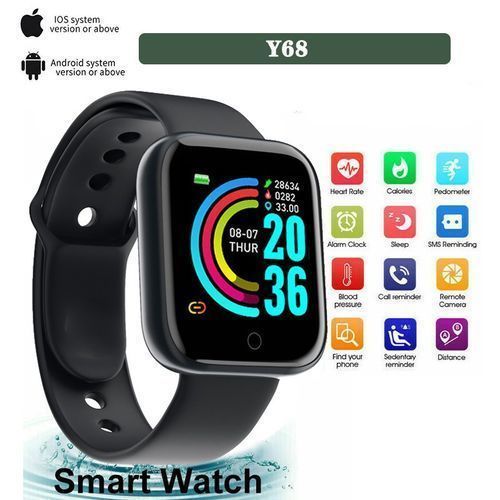 IOS system
version or above
Android system
version or above
Y68
28634
0282
33.00
08-07
THUR
20
36
Heart Rate
Calories
Pedometer
Alarm Clock
Sleep
SMS Reminding
Blood
pressure
Call reminder
Remote
Camera
Find your
phone
Sedentary
reminder
Distance
Smart Watch